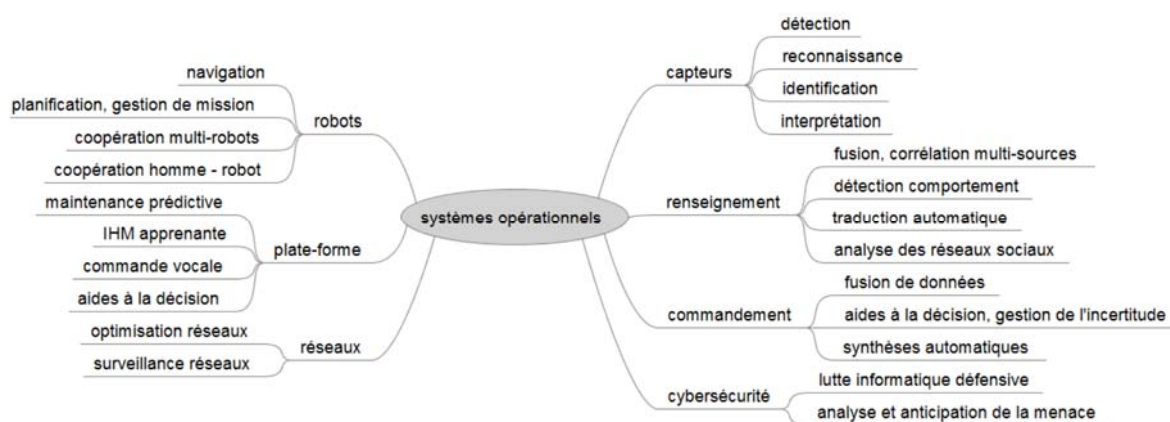 navigation
planification, gestion de mission
coopération multi-robots
coopération homme - robot
robots
maintenance prédictive
IHM apprenante
commande vocale
aides à la décision
plate-forme
optimisation réseaux
surveillance réseaux
réseaux
systèmes opérationnels
capteurs
détection
reconnaissance
identification
interprétation
renseignement
fusion, corrélation multi-sources
détection comportement
traduction automatique
analyse des réseaux sociaux
commandement
fusion de données
aides à la décision, gestion de l'incertitude
synthèses automatiques
cybersécurité
lutte informatique défensive
analyse et anticipation de la menace